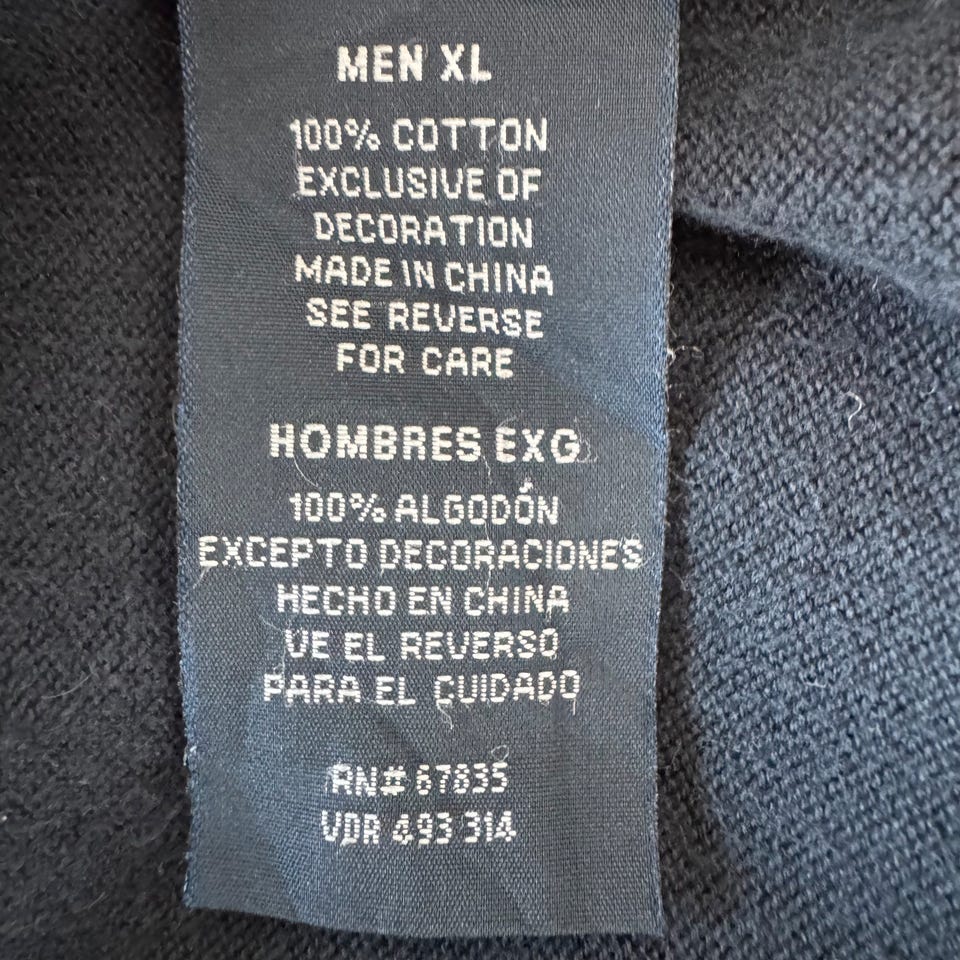 MEN XL
100% COTTON
EXCLUSIVE OF
DECORATION
MADE IN CHINA
SEE REVERSE
FOR CARE
HOMBRES EXG
100% ALGODÓN
EXCEPTO DECORACIONES
HECHO EN CHINA
VE EL REVERSO
PARA EL CUIDADO
RN# 67835
VDR 493 314